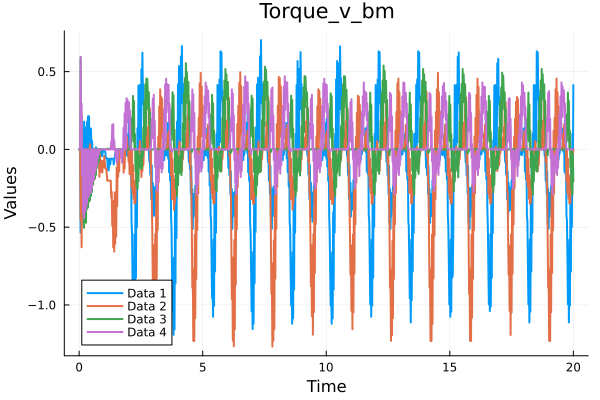 Torque_v_bm
Values
0.5
0.0
−0.5
−1.0
Data 1
Data 2
Data 3
Data 4
0
5
10
15
20
Time